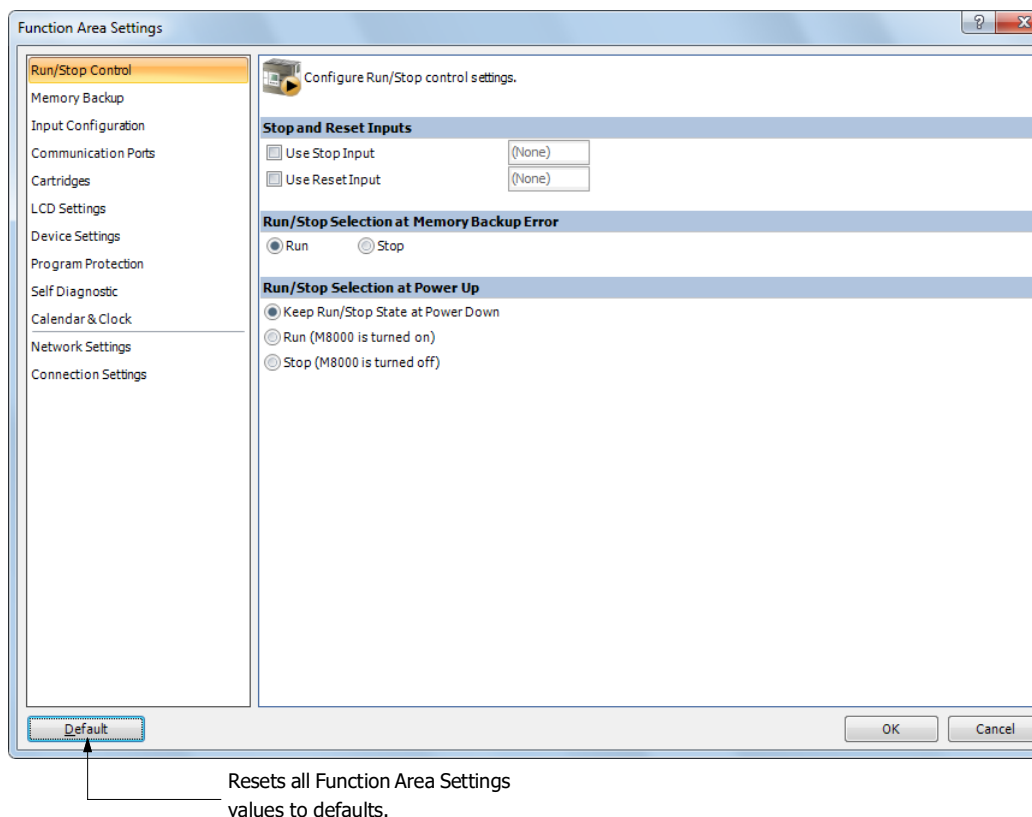 Function Area Settings
Run/Stop Control
Memory Backup
Input Configuration
Communication Ports
Cartridges
LCD Settings
Device Settings
Program Protection
Self Diagnostic
Calendar & Clock
Network Settings
Connection Settings
Configure Run/Stop control settings.
Stop and Reset Inputs
Use Stop Input (None)
Use Reset Input (None)
Run/Stop Selection at Memory Backup Error
Run Stop
Run/Stop Selection at Power Up
Keep Run/Stop State at Power Down
Run (M8000 is turned on)
Stop (M8000 is turned off)
Default OK Cancel
Resets all Function Area Settings
values to defaults.